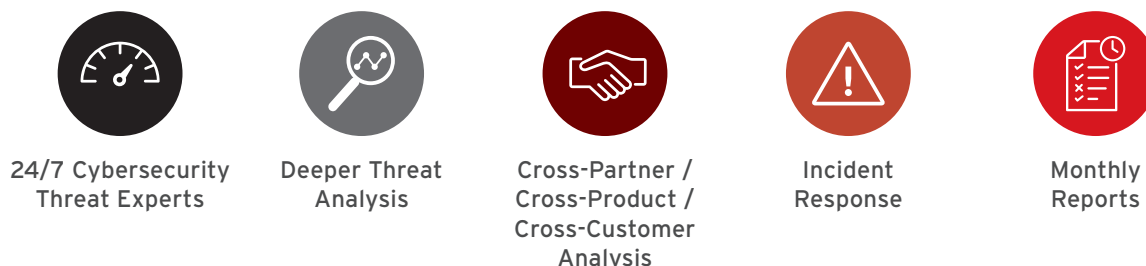 24/7 Cybersecurity
Threat Experts
Deeper Threat
Analysis
Cross-Partner /
Cross-Product /
Cross-Customer
Analysis
Incident
Response
Monthly
Reports